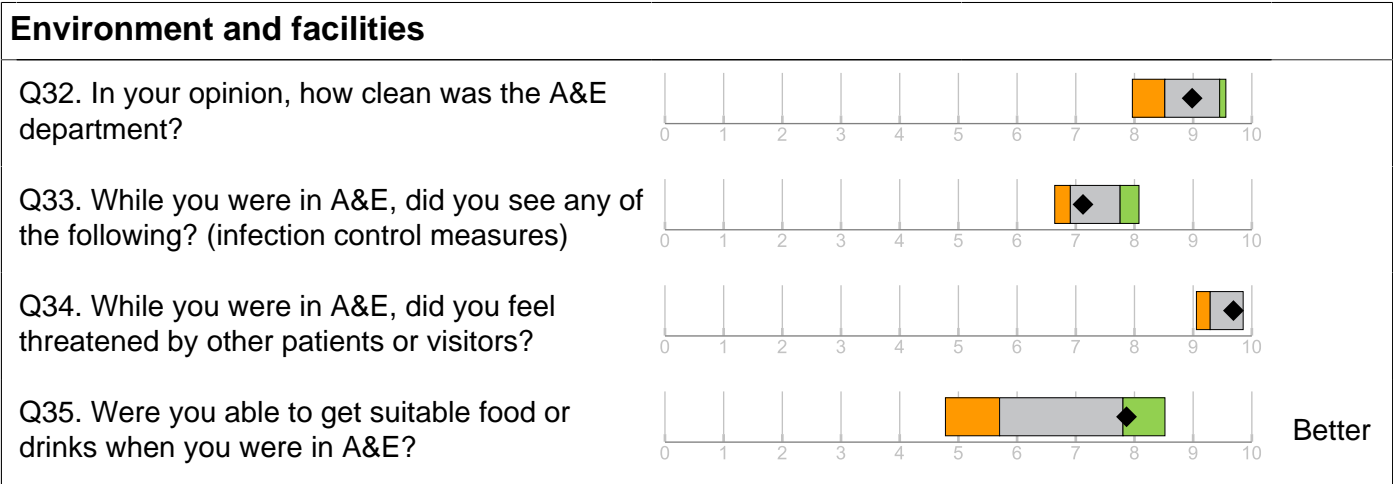 Environment and facilities
Q32. In your opinion, how clean was the A&E
department?
0 1 2 3 4 5 6 7 8 9 10
Q33. While you were in A&E, did you see any of
the following? (infection control measures)
0 1 2 3 4 5 6 7 8 9 10
Q34. While you were in A&E, did you feel
threatened by other patients or visitors?
0 1 2 3 4 5 6 7 8 9 10
Q35. Were you able to get suitable food or
drinks when you were in A&E?
0 1 2 3 4 5 6 7 8 9 10
Better